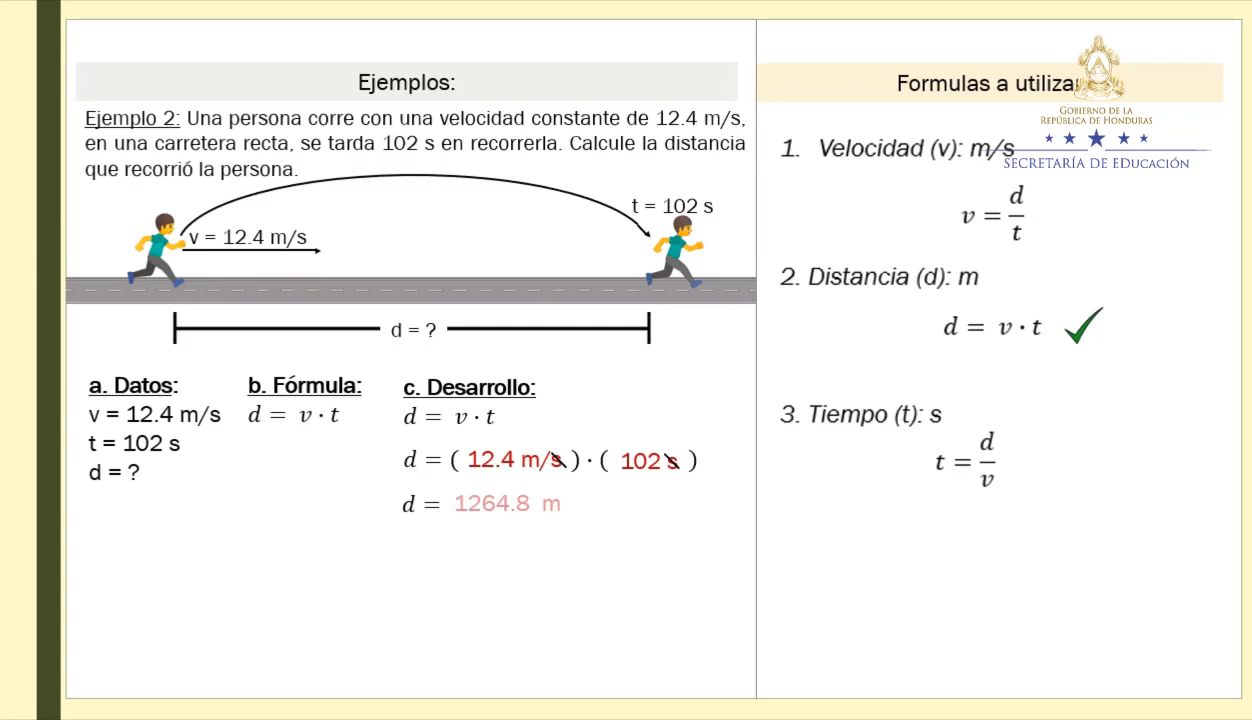 Ejemplos:
Ejemplo 2: Una persona corre con una velocidad constante de 12.4 m/s,
en una carretera recta, se tarda 102 s en recorrerla. Calcule la distancia
que recorrió la persona.
t = 102 s
v = 12.4 m/s
d = ?
a. Datos:
v = 12.4 m/s
t = 102 s
d = ?
b. Fórmula:
d = v · t
c. Desarrollo:
d = v · t
d = ( 12.4 m/s ) · ( 102 s )
d = 1264.8 m
Formulas a utiliza
GOBIERNO DE LA
REPÚBLICA DE HONDURAS
SECRETARÍA DE EDUCACIÓN
1. Velocidad (v): m/s
v = d/t
2. Distancia (d): m
d = v · t
3. Tiempo (t): s
t = d/v